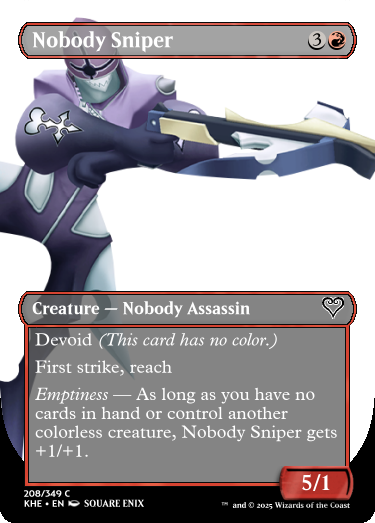 Nobody Sniper 3
Creature — Nobody Assassin
Devoid (This card has no color.)
First strike, reach
Emptiness — As long as you have no
cards in hand or control another
colorless creature, Nobody Sniper gets
+1/+1.
5/1
208/349 C
KHE • EN SQUARE ENIX
™ and © 2025 Wizards of the Coast